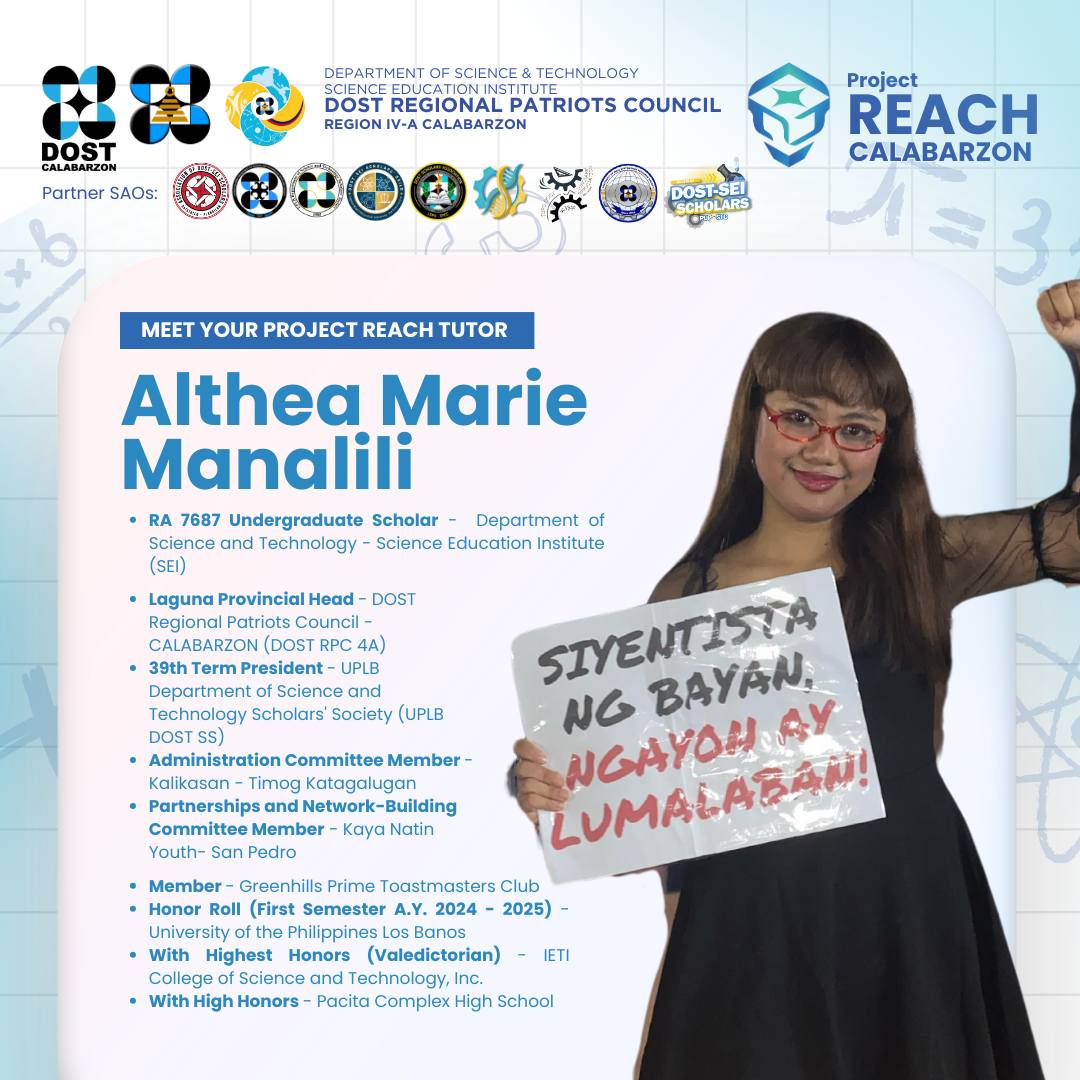 DOST
CALABARZON
DEPARTMENT OF SCIENCE & TECHNOLOGY
SCIENCE EDUCATION INSTITUTE
DOST REGIONAL PATRIOTS COUNCIL
REGION IV-A CALABARZON
Project
REACH
CALABARZON
Partner SAOs:
DOST-SEI
SCHOLARS
MEET YOUR PROJECT REACH TUTOR
Althea Marie
Manalili
• RA 7687 Undergraduate Scholar - Department of
Science and Technology - Science Education Institute
(SEI)
• Laguna Provincial Head - DOST
Regional Patriots Council -
CALABARZON (DOST RPC 4A)
• 39th Term President - UPLB
Department of Science and
Technology Scholars' Society (UPLB
DOST SS)
• Administration Committee Member -
Kalikasan - Timog Katagalugan
• Partnerships and Network-Building
Committee Member - Kaya Natin
Youth- San Pedro
• Member - Greenhills Prime Toastmasters Club
• Honor Roll (First Semester A.Y. 2024 - 2025) -
University of the Philippines Los Banos
• With Highest Honors (Valedictorian) - IETI
College of Science and Technology, Inc.
• With High Honors - Pacita Complex High School
SIYENTISTA
NG BAYAN,
NGAYON AY
LUMALABAN!